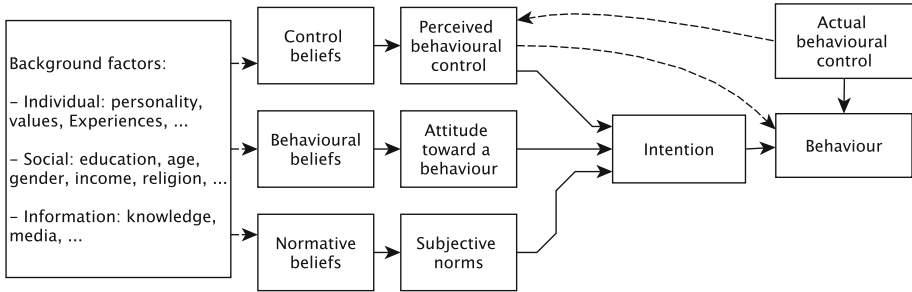 Background factors:
– Individual: personality,
values, Experiences, ...
– Social: education, age,
gender, income, religion, ...
– Information: knowledge,
media, ...
Control
beliefs
Behavioural
beliefs
Normative
beliefs
Perceived
behavioural
control
Attitude
toward a
behaviour
Subjective
norms
Intention
Actual
behavioural
control
Behaviour